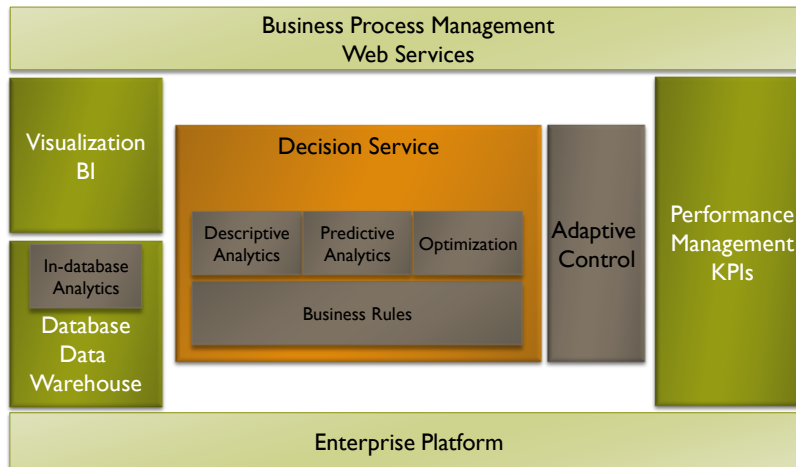 Business Process Management
Web Services
Visualization
BI
In-database
Analytics
Database
Data
Warehouse
Decision Service
Descriptive
Analytics
Predictive
Analytics
Optimization
Business Rules
Adaptive
Control
Performance
Management
KPIs
Enterprise Platform